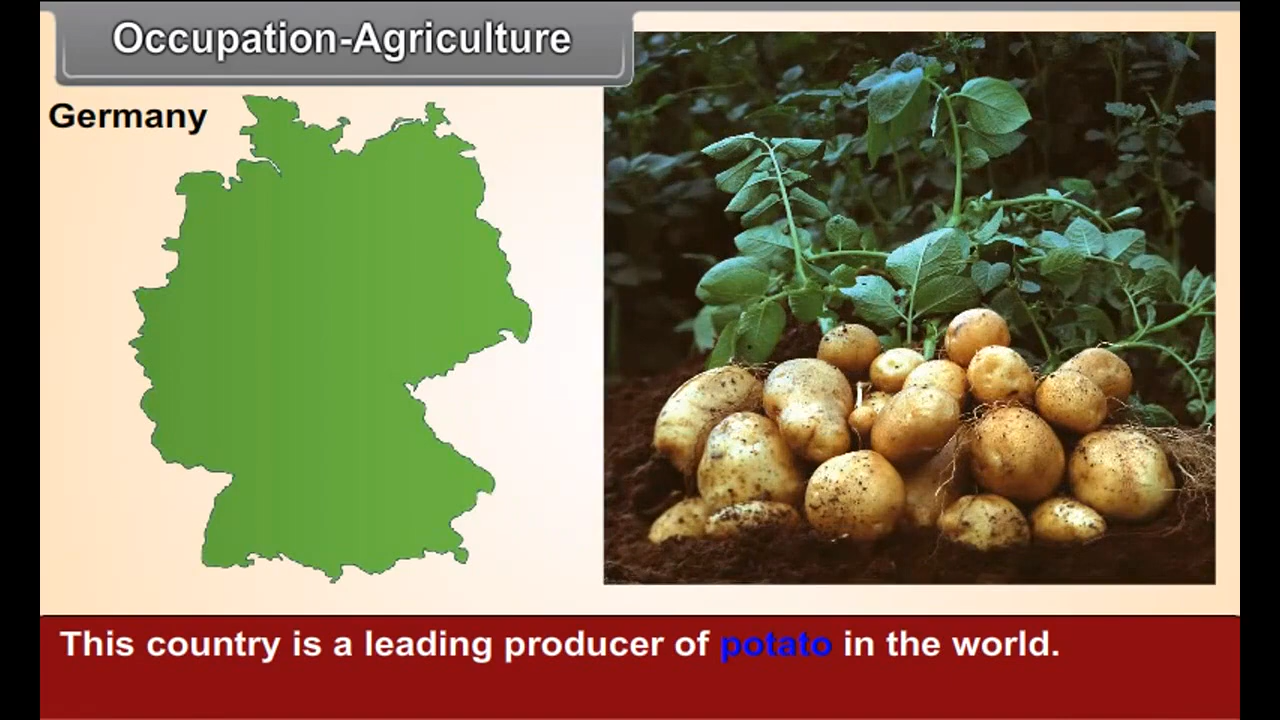 Occupation-Agriculture
Germany
This country is a leading producer of potato in the world.